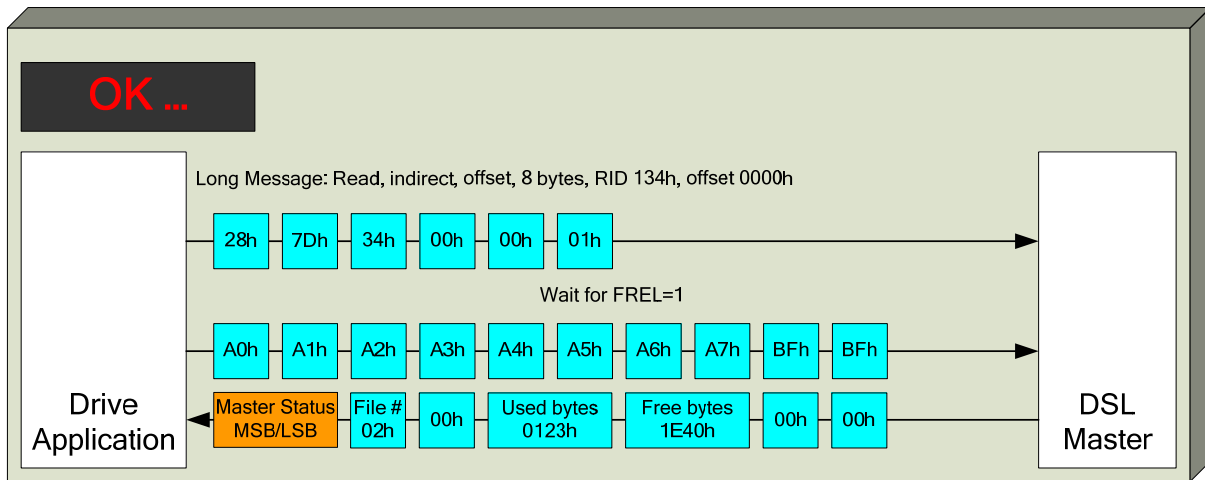 OK ...
Long Message: Read, indirect, offset, 8 bytes, RID 134h, offset 0000h
28h 7Dh 34h 00h 00h 01h
Wait for FREL=1
A0h A1h A2h A3h A4h A5h A6h A7h BFh BFh
Master Status
MSB/LSB
File #
02h
00h
Used bytes
0123h
Free bytes
1E40h
00h
00h
Drive
Application
DSL
Master